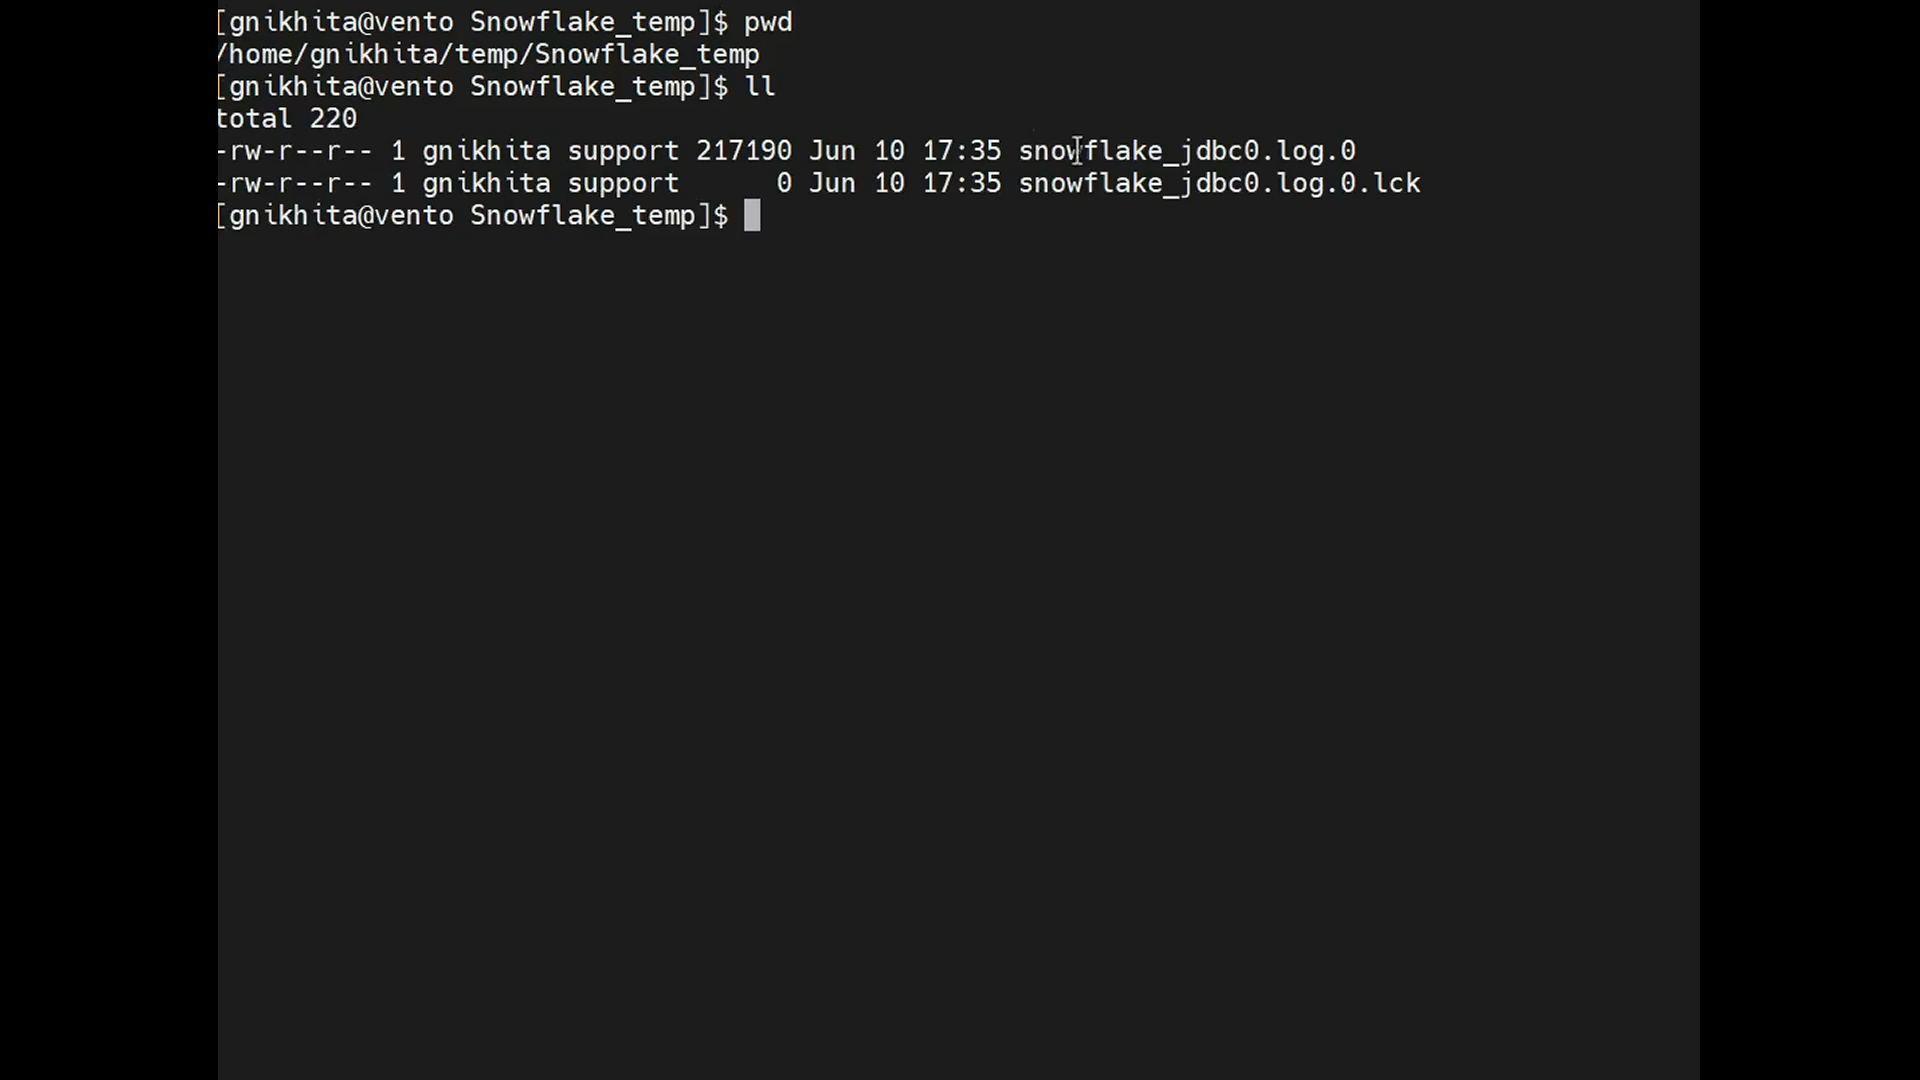 [gnikhita@vento Snowflake_temp]$ pwd
/home/gnikhita/temp/Snowflake_temp
[gnikhita@vento Snowflake_temp]$ ll
total 220
-rw-r--r-- 1 gnikhita support 217190 Jun 10 17:35 snowflake_jdbc0.log.0
-rw-r--r-- 1 gnikhita support      0 Jun 10 17:35 snowflake_jdbc0.log.0.lck
[gnikhita@vento Snowflake_temp]$